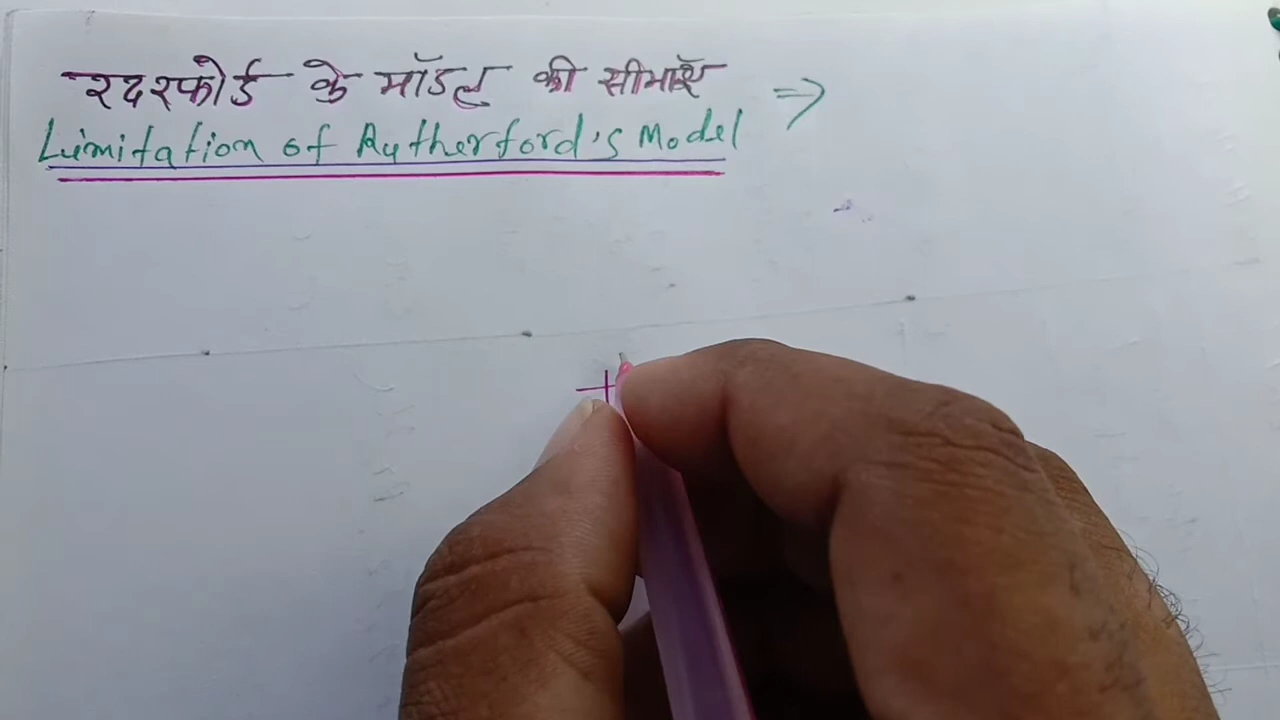 रदरफोर्ड के मॉडल की सीमाएँ ⇒
Limitation of Rutherford's Model
+